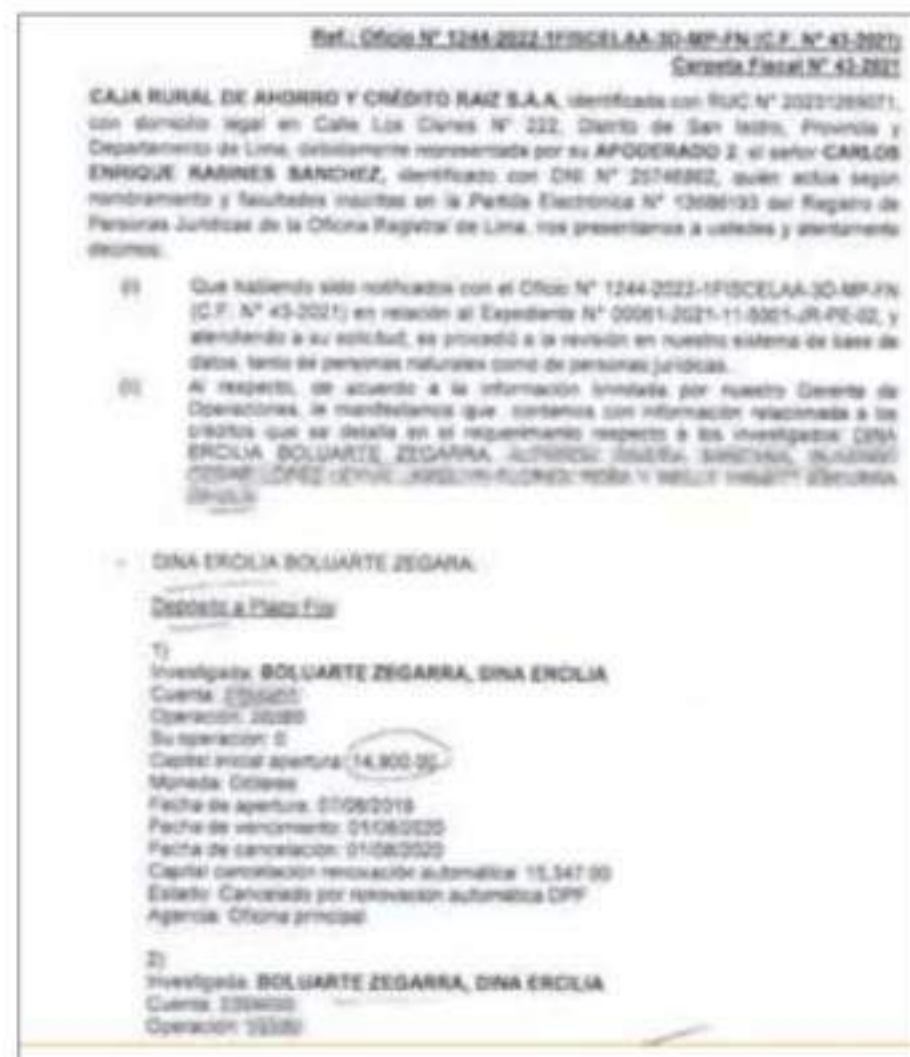 Ref.: Oficio N° 1244-2022-1FISCELAA-3D-MP-FN (C.F. N° 43-2021)
Carpeta Fiscal N° 43-2021
CAJA RURAL DE AHORRO Y CRÉDITO RAIZ S.A.A, identificada con RUC N°
con domicilio legal en Calle Los Cisnes N° 222, Distrito de San Isidro, Provincia y
Departamento de Lima, debidamente representada por su APODERADO 2, el señor CARLOS
ENRIQUE RABINES SANCHEZ, identificado con DNI N° quien actúa según
nombramiento y facultades inscritas en la Partida Electrónica N° del Registro de
Personas Jurídicas de la Oficina Registral de Lima, nos presentamos a ustedes y atentamente
decimos:
(i) Que habiendo sido notificados con el Oficio N° 1244-2022-1FISCELAA-3D-MP-FN
(C.F. N° 43-2021) en relación al Expediente N° y
atendiendo a su solicitud, se procedió a la revisión en nuestro sistema de base de
datos, tanto de personas naturales como de personas jurídicas.
(ii) Al respecto, de acuerdo a la información brindada por nuestro Gerente de
Operaciones, le manifestamos que contamos con información relacionada a los
créditos que se detalla en el requerimiento respecto a los investigados: DINA
ERCILIA BOLUARTE ZEGARRA,
- DINA ERCILIA BOLUARTE ZEGARA:
Depósito a Plazo Fijo
1)
Investigada: BOLUARTE ZEGARRA, DINA ERCILIA
Cuenta:
Operación:
Su operación: 0
Capital inicial apertura: 14,900.00
Moneda: Dólares
Fecha de apertura:
Fecha de vencimiento: 01/08/2020
Fecha de cancelación: 01/08/2020
Capital cancelación renovación automática: 15,347.00
Estado: Cancelado por renovación automática DPF
Agencia: Oficina principal
2)
Investigada: BOLUARTE ZEGARRA, DINA ERCILIA
Cuenta:
Operación: